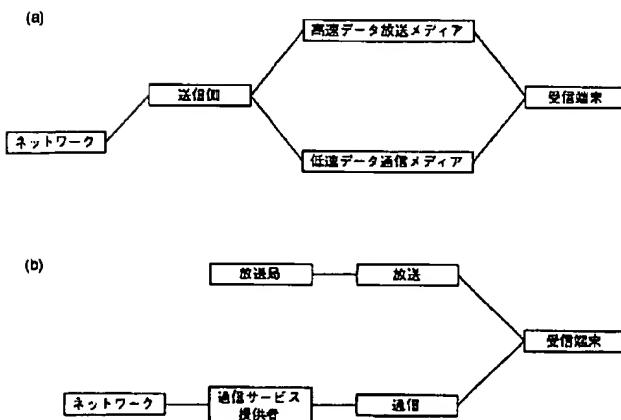 (a)
高速データ放送メディア
送信側
受信端末
ネットワーク
低速データ通信メディア
(b)
放送局
放送
受信端末
ネットワーク
通信サービス
提供者
通信